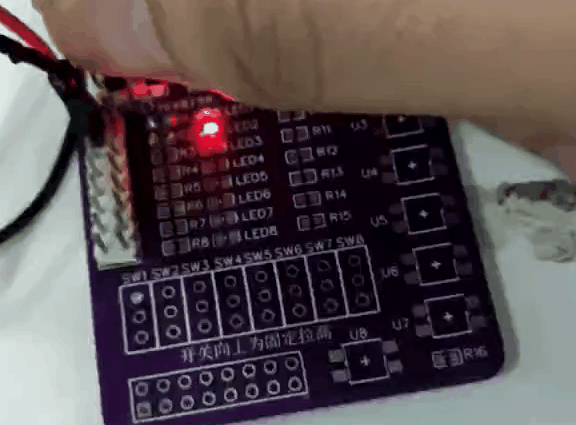 LED2
R11
U3
R3 LED3
R12
R4 LED4
U4
R13
R5 LED5
R14
R6 LED6
R15
R7 LED7
U5
R8 LED8
SW1 SW2 SW3 SW4 SW5 SW6 SW7 SW8
U6
开关向上为固定拉高
U7
U8
R16